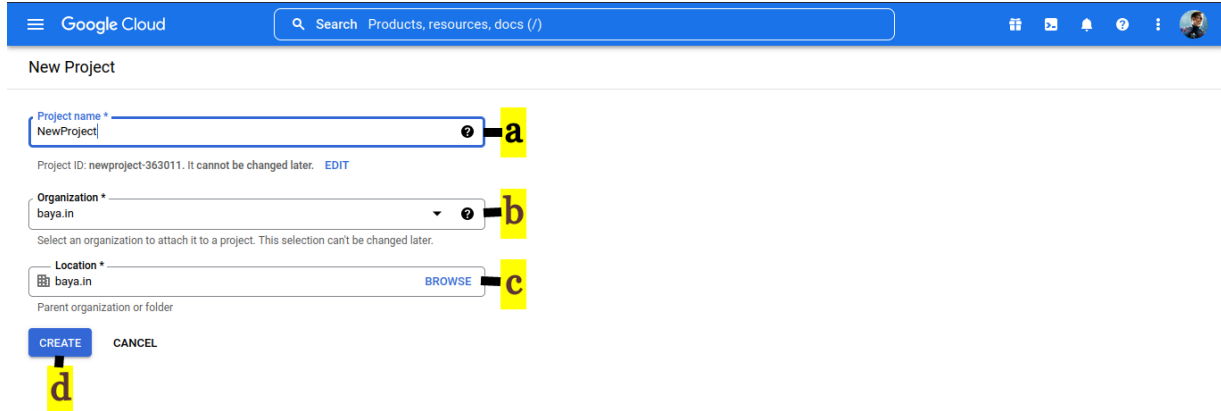 Google Cloud Search Products, resources, docs (/)
New Project
Project name *
NewProject
a
Project ID: newproject-363011. It cannot be changed later. EDIT
Organization *
baya.in
b
Select an organization to attach it to a project. This selection can't be changed later.
Location *
baya.in BROWSE
c
Parent organization or folder
CREATE CANCEL
d